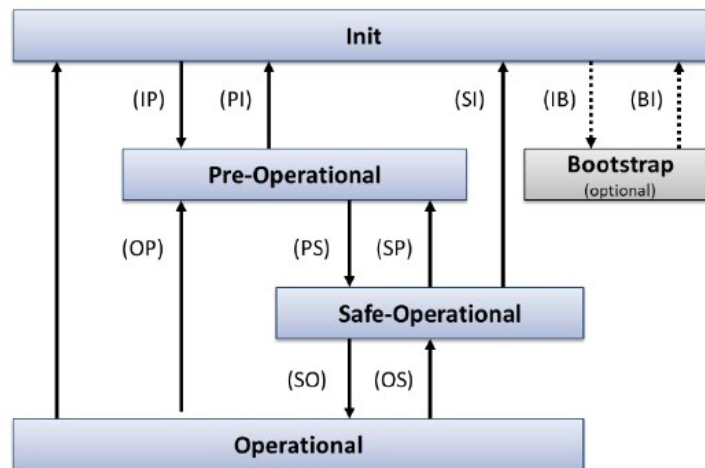 Init
(IP)
(PI)
(SI)
(IB)
(BI)
Pre-Operational
Bootstrap
(optional)
(OP)
(PS)
(SP)
Safe-Operational
(SO)
(OS)
Operational